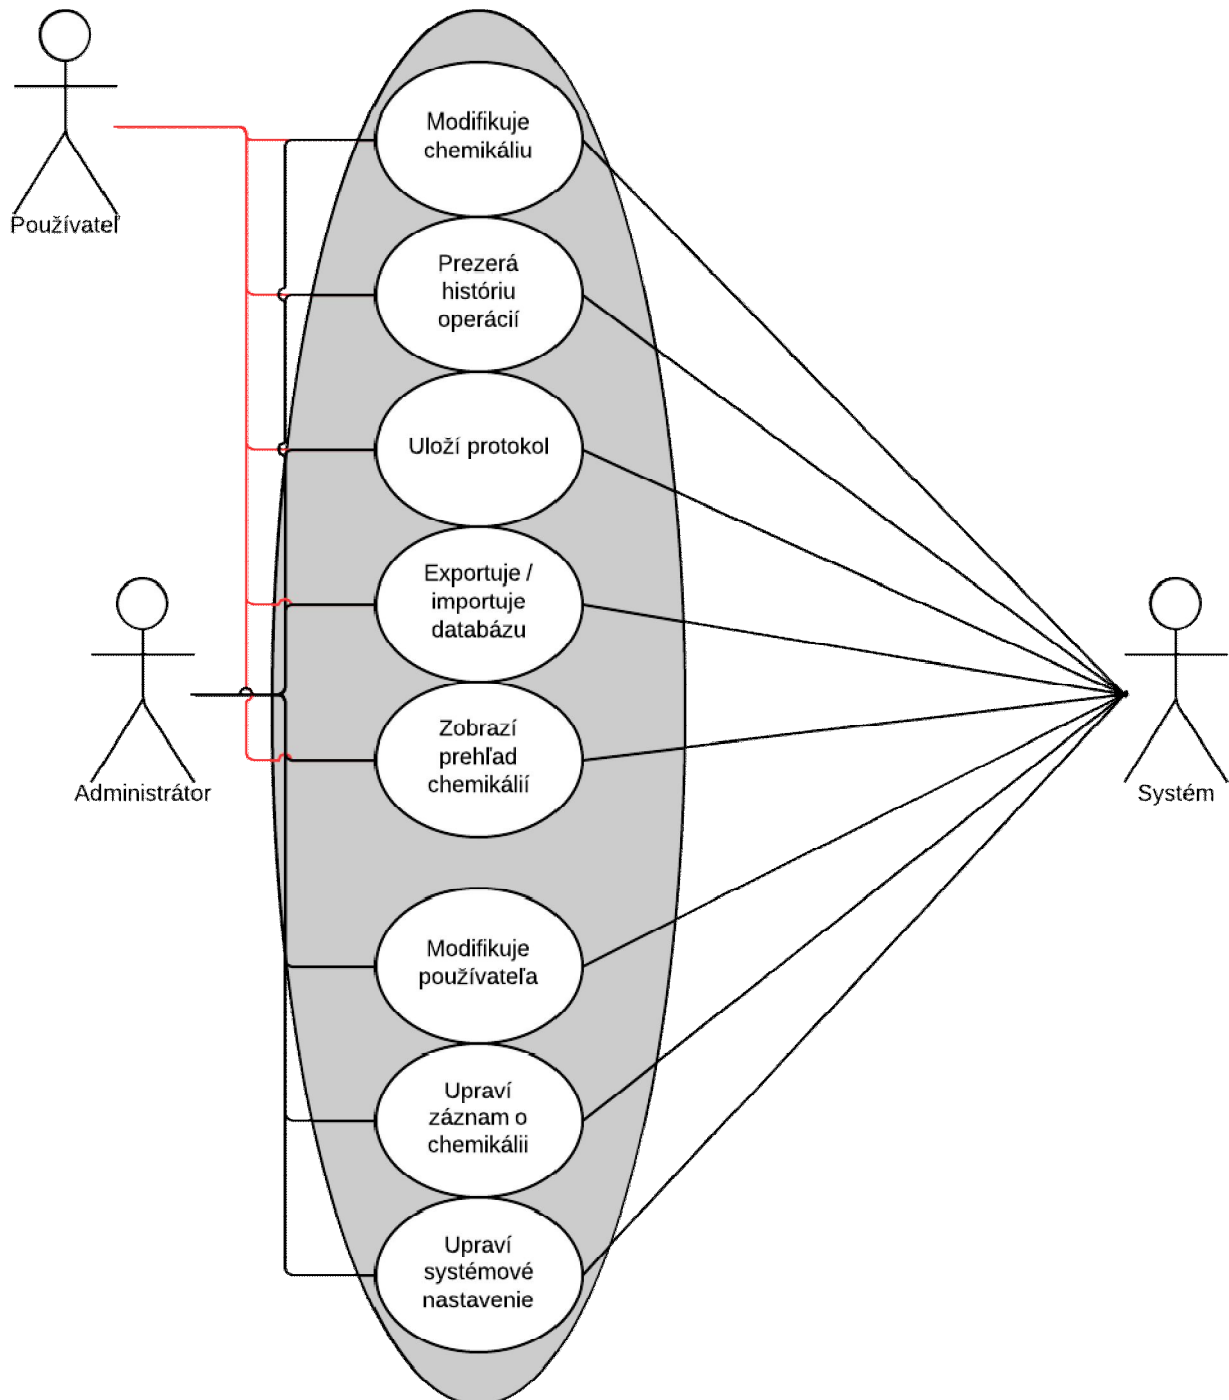 Používateľ
Modifikuje
chemikáliu
Prezerá
históriu
operácií
Uloží protokol
Exportuje /
importuje
databázu
Zobrazí
prehľad
chemikálií
Administrátor
Systém
Modifikuje
používateľa
Upraví
záznam o
chemikálii
Upraví
systémové
nastavenie